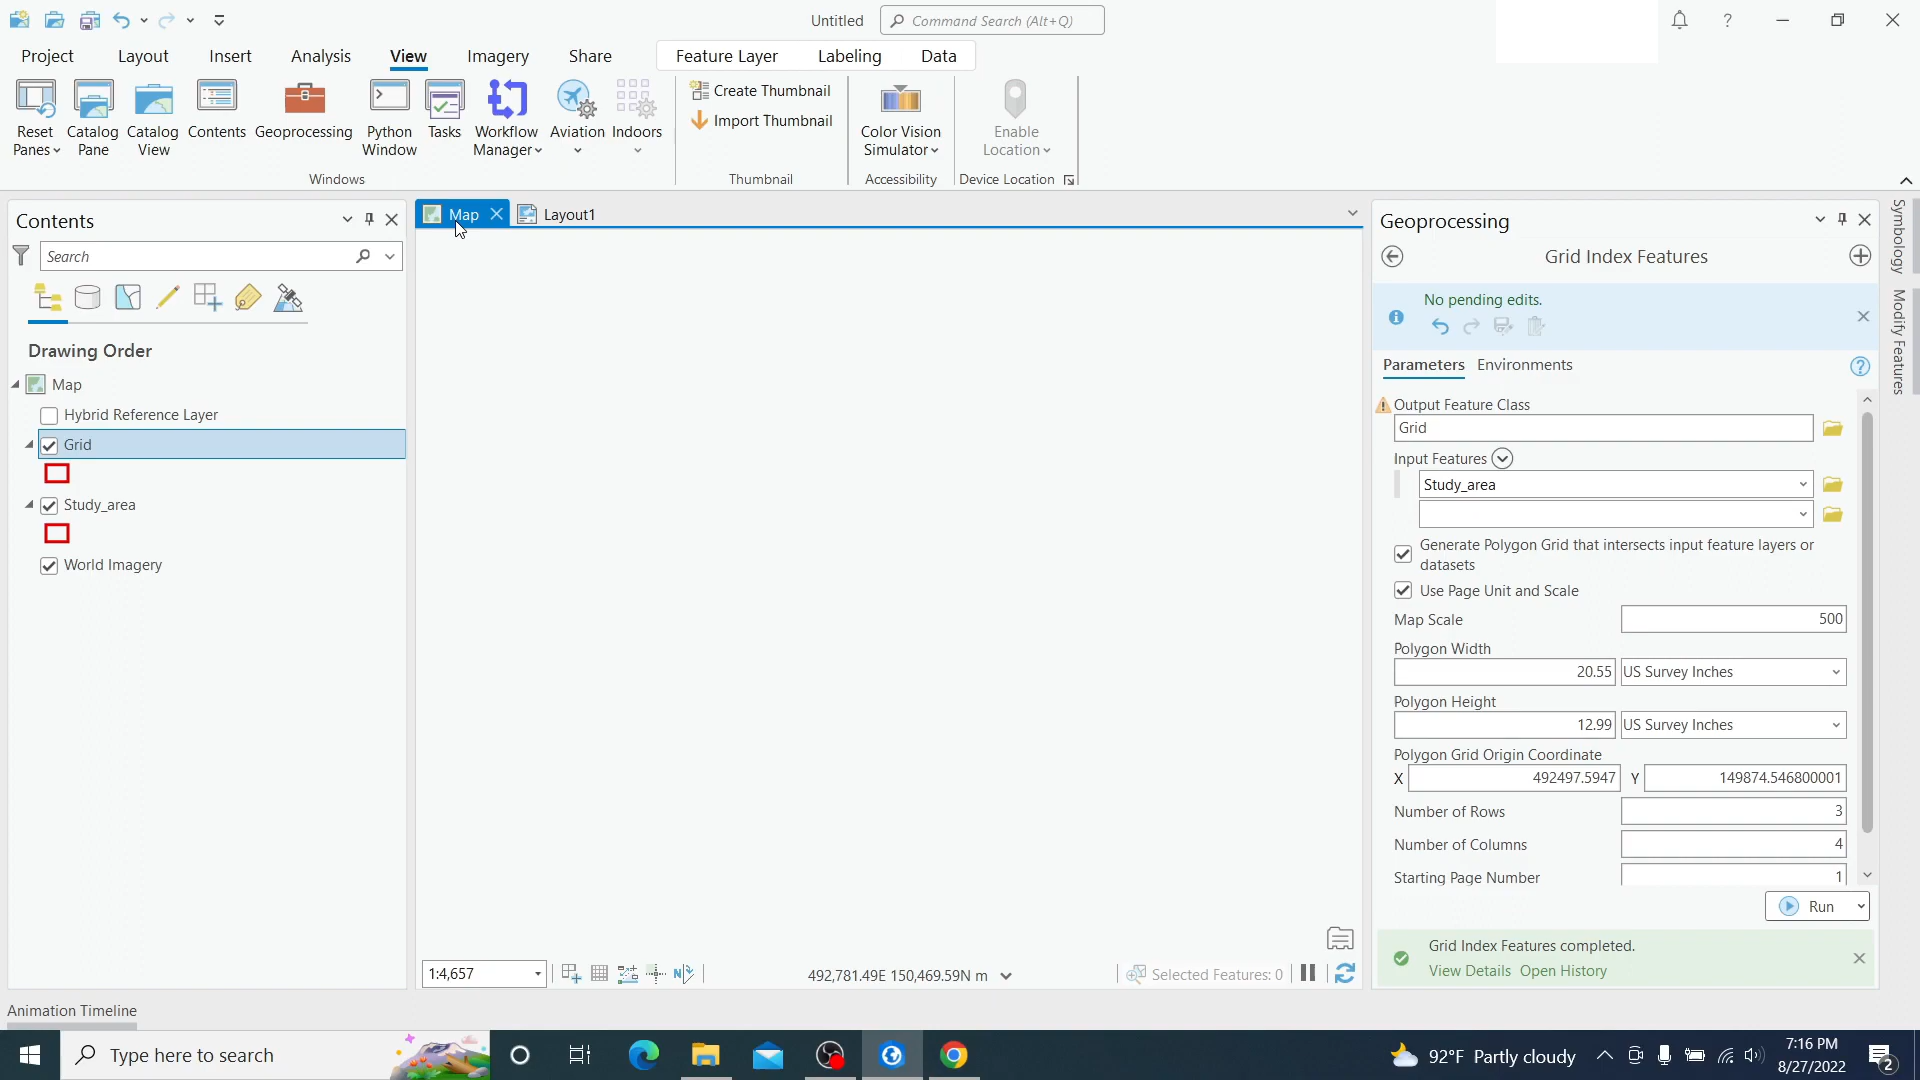 Untitled
Command Search (Alt+Q)
?
Project Layout Insert Analysis View Imagery Share Feature Layer Labeling Data
Reset Panes
Catalog Pane
Catalog View
Contents
Geoprocessing
Python Window
Tasks
Workflow Manager
Aviation
Indoors
Windows
Create Thumbnail
Import Thumbnail
Thumbnail
Color Vision Simulator
Accessibility
Enable Location
Device Location
Contents
Search
Drawing Order
Map
Hybrid Reference Layer
Grid
Study_area
World Imagery
Map
Layout1
1:4,657
492,781.49E 150,469.59N m
Selected Features: 0
Geoprocessing
Grid Index Features
No pending edits.
Parameters Environments
?
Output Feature Class
Grid
Input Features
Study_area
Generate Polygon Grid that intersects input feature layers or
datasets
Use Page Unit and Scale
Map Scale 500
Polygon Width
20.55 US Survey Inches
Polygon Height
12.99 US Survey Inches
Polygon Grid Origin Coordinate
X 492497.5947 Y 149874.546800001
Number of Rows 3
Number of Columns 4
Starting Page Number 1
Run
Grid Index Features completed.
View Details Open History
Symbology
Modify Features
Animation Timeline
Type here to search
92°F Partly cloudy
7:16 PM
8/27/2022
2